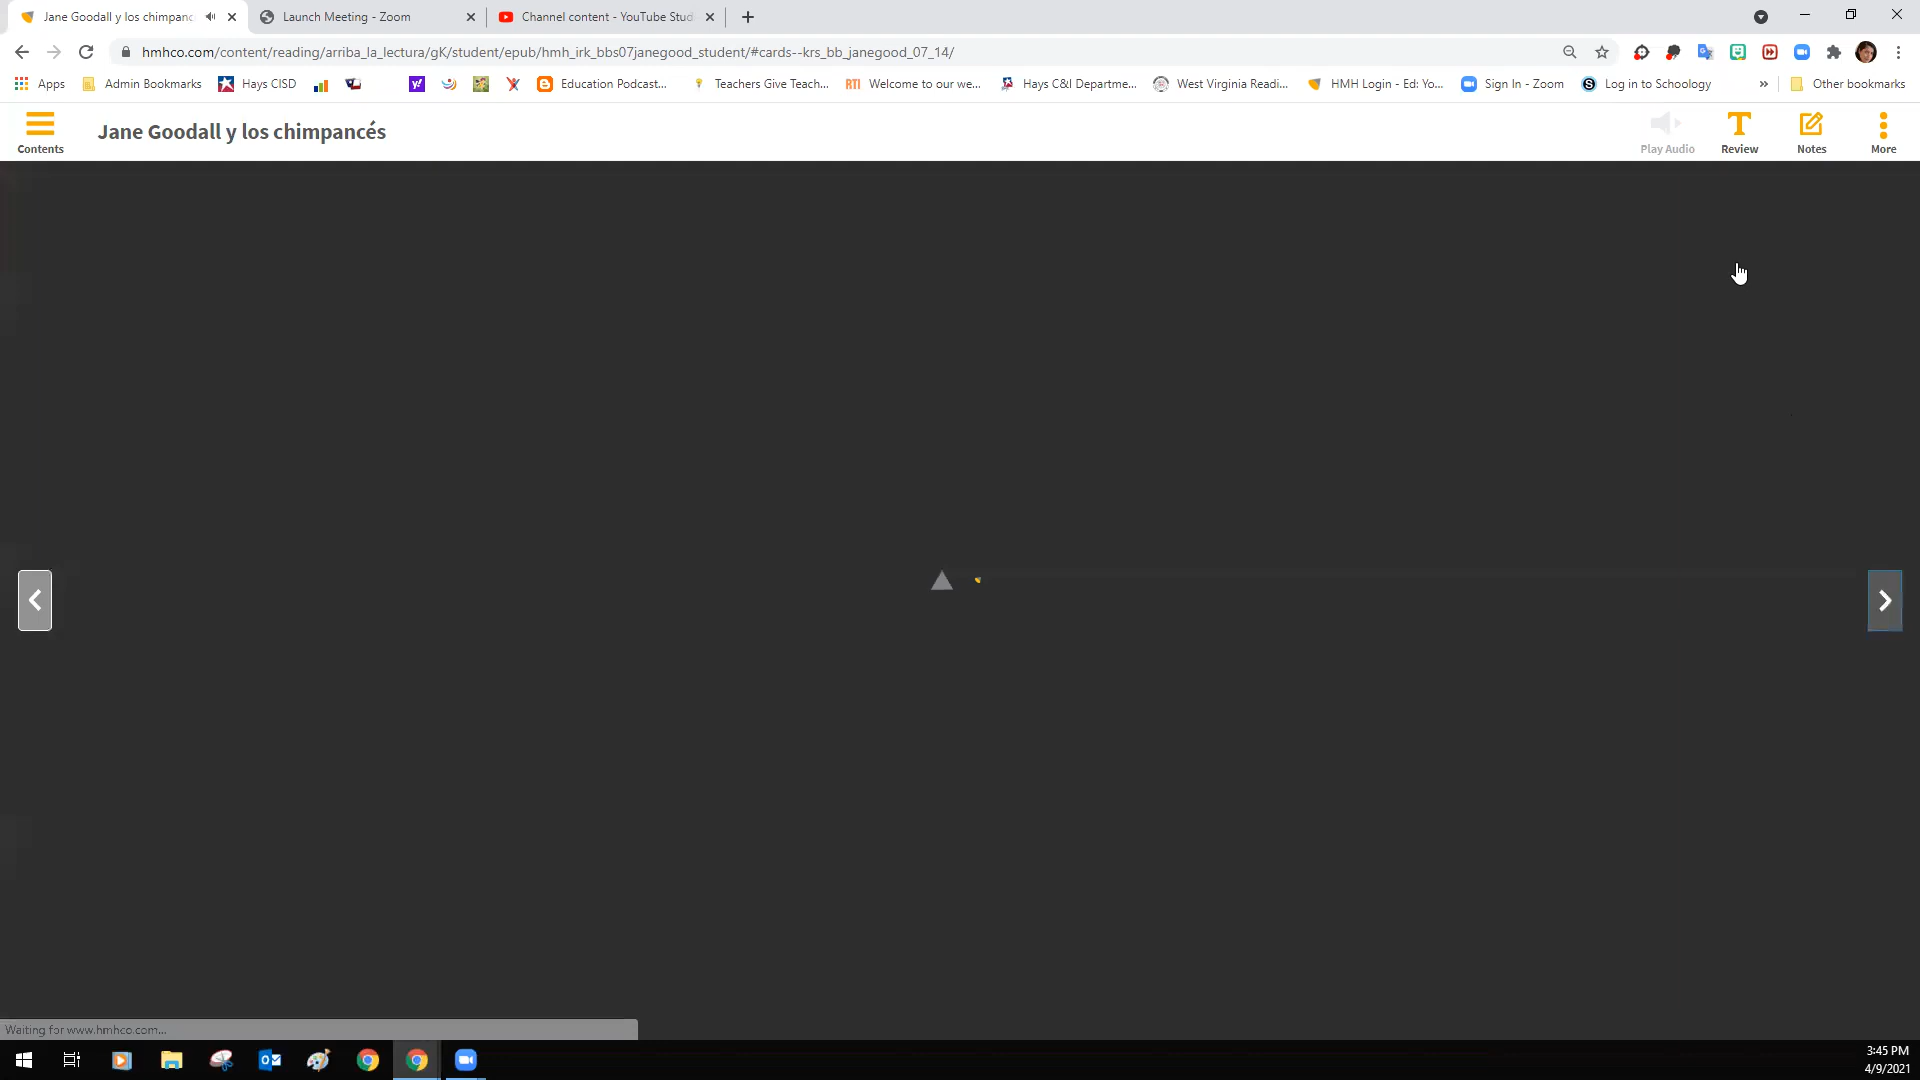 Jane Goodall y los chimpanc
Launch Meeting - Zoom
Channel content - YouTube Stud
hmhco.com/content/reading/arriba_la_lectura/gK/student/epub/hmh_irk_bbs07janegood_student/#cards--krs_bb_janegood_07_14/
Apps
Admin Bookmarks
Hays CISD
Education Podcast...
Teachers Give Teach...
RTI Welcome to our we...
Hays C&I Departme...
West Virginia Readi...
HMH Login - Ed: Yo...
Sign In - Zoom
Log in to Schoology
»
Other bookmarks
Contents
Jane Goodall y los chimpancés
Play Audio
Review
Notes
More
Waiting for www.hmhco.com...
3:45 PM
4/9/2021